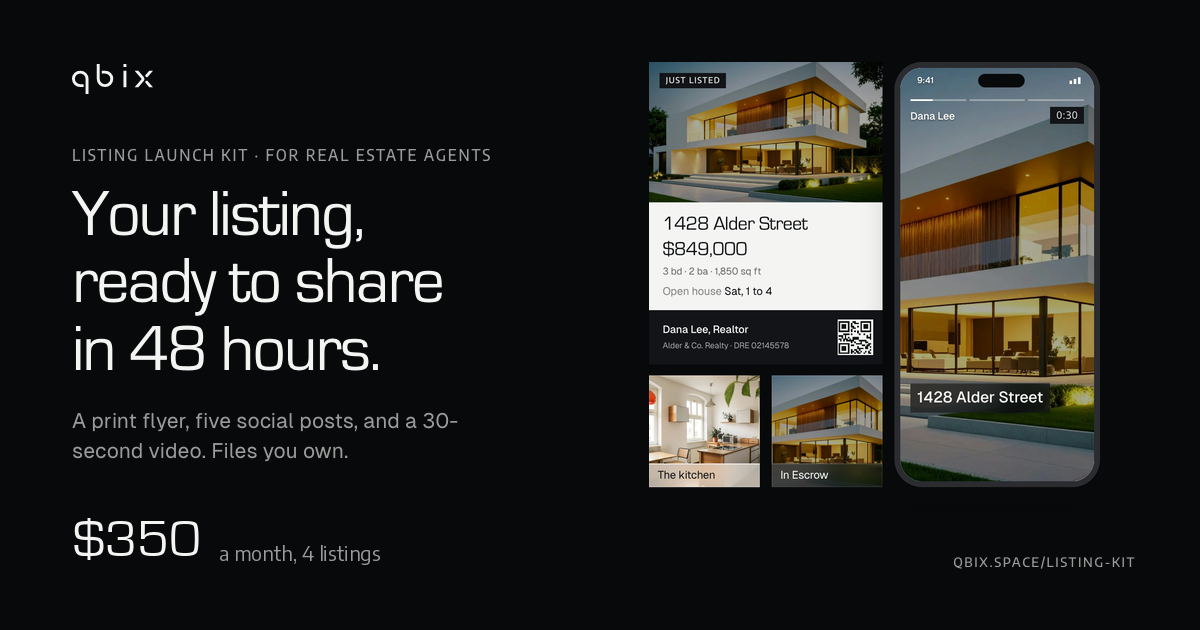 qbix
LISTING LAUNCH KIT · FOR REAL ESTATE AGENTS
Your listing,
ready to share
in 48 hours.
A print flyer, five social posts, and a 30-
second video. Files you own.
$350 a month, 4 listings
JUST LISTED
1428 Alder Street
$849,000
3 bd · 2 ba · 1,850 sq ft
Open house Sat, 1 to 4
Dana Lee, Realtor
Alder & Co. Realty · DRE 02145578
The kitchen
In Escrow
9:41
Dana Lee
0:30
1428 Alder Street
QBIX.SPACE/LISTING-KIT